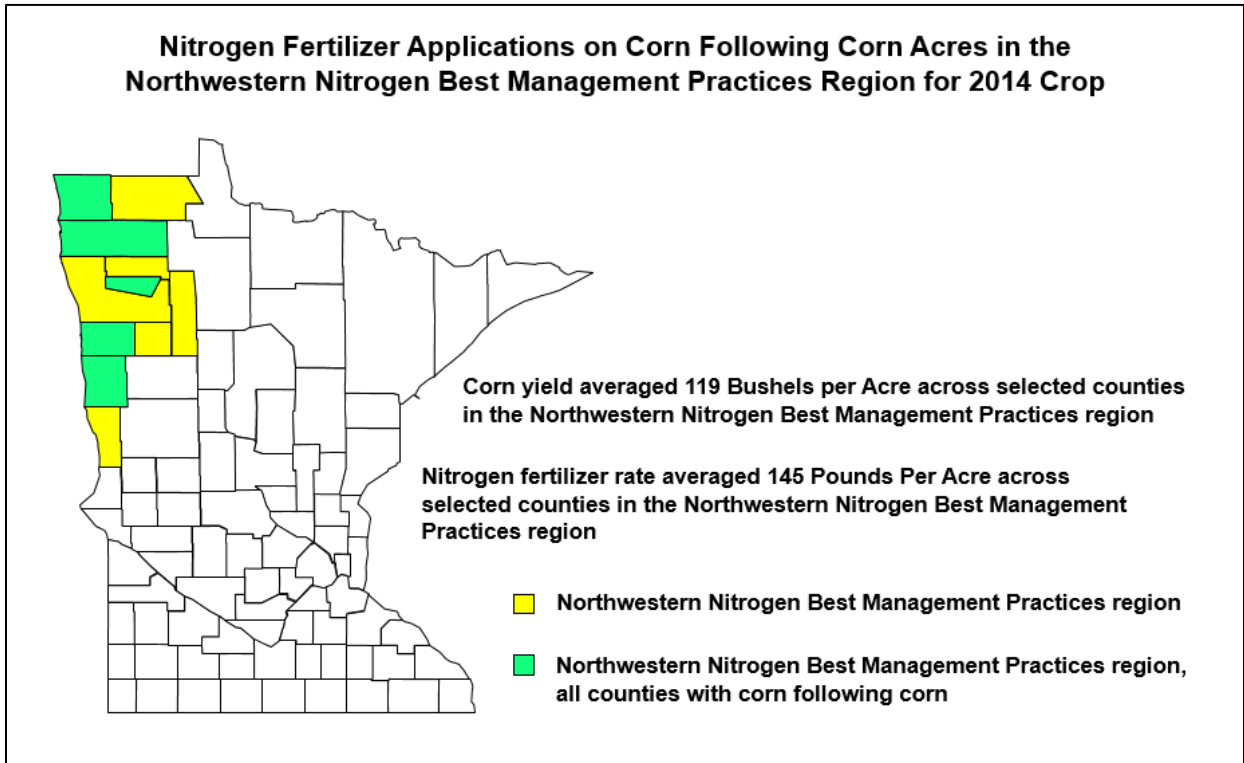 Nitrogen Fertilizer Applications on Corn Following Corn Acres in the
Northwestern Nitrogen Best Management Practices Region for 2014 Crop
Corn yield averaged 119 Bushels per Acre across selected counties
in the Northwestern Nitrogen Best Management Practices region
Nitrogen fertilizer rate averaged 145 Pounds Per Acre across
selected counties in the Northwestern Nitrogen Best Management
Practices region
Northwestern Nitrogen Best Management Practices region
Northwestern Nitrogen Best Management Practices region,
all counties with corn following corn